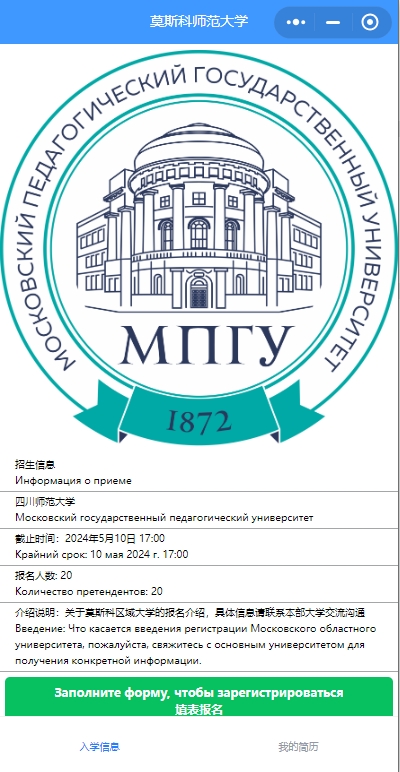 莫斯科师范大学
МОСКОВСКИЙ ПЕДАГОГИЧЕСКИЙ ГОСУДАРСТВЕННЫЙ УНИВЕРСИТЕТ
МПГУ
1872
招生信息
Информация о приеме
四川师范大学
Московский государственный педагогический университет
截止时间：2024年5月10日 17:00
Крайний срок: 10 мая 2024 г. 17:00
报名人数: 20
Количество претендентов: 20
介绍说明：关于莫斯科区域大学的报名介绍，具体信息请联系本部大学交流沟通
Введение: Что касается введения регистрации Московского областного
университета, пожалуйста, свяжитесь с основным университетом для
получения конкретной информации.
Заполните форму, чтобы зарегистрироваться
填表报名
入学信息
我的简历